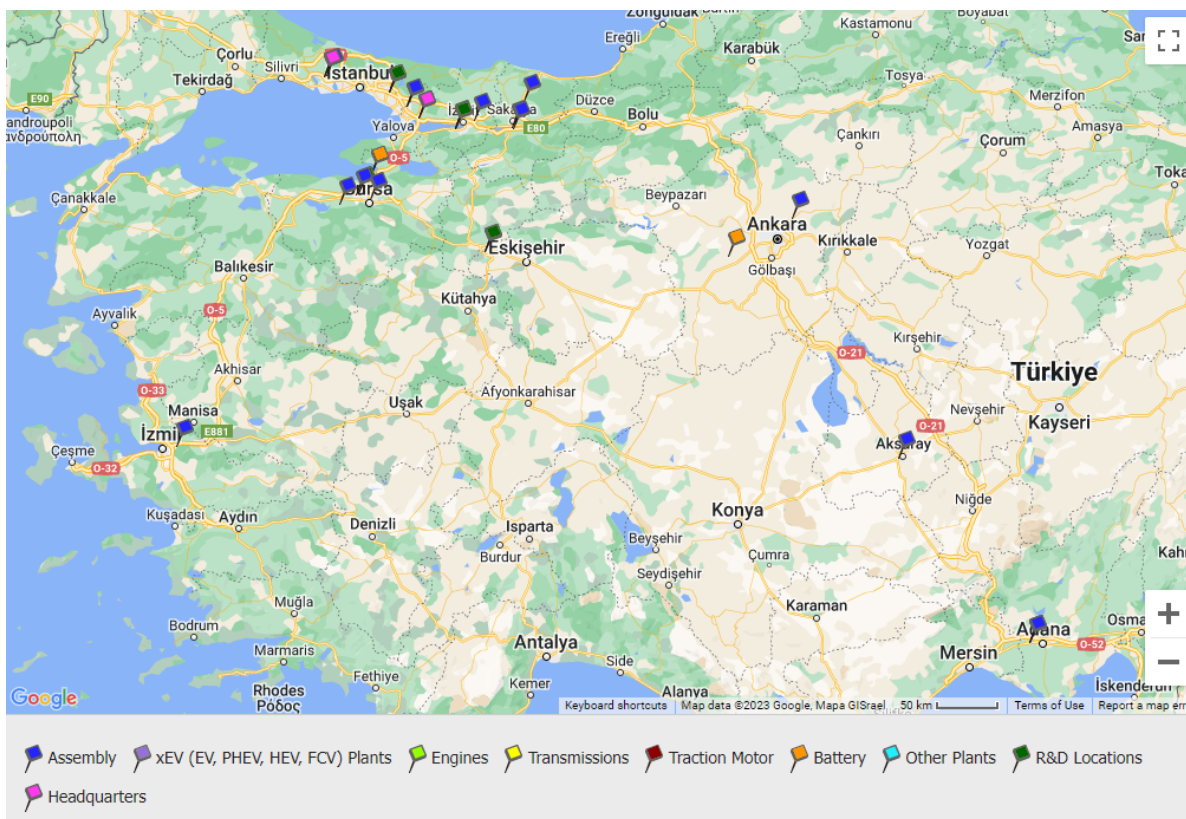 Zonguldak
Bartın
Boyabat
Kastamonu
Ereğli
Karabük
Çorlu
Silivri
İstanbul
Tekirdağ
Tosya
E90
Düzce
Merzifon
Sakarya
Bolu
E80
Amasya
Yalova
Çankırı
Çorum
O-5
Çanakkale
Bursa
Beypazarı
Ankara
Kırıkkale
Yozgat
Eskişehir
Gölbaşı
Balıkesir
Kütahya
O-5
Ayvalık
Kırşehir
O-21
Akhisar
Türkiye
O-33
Afyonkarahisar
Uşak
Manisa
Nevşehir
İzmir
E881
O-21
Kayseri
Aksaray
Çeşme
O-32
Niğde
Konya
Kuşadası
Aydın
Denizli
Isparta
Beyşehir
Burdur
Çumra
Seydişehir
Muğla
Karaman
Bodrum
Adana
Antalya
O-52
Marmaris
Side
Mersin
Fethiye
Kemer
Rhodes
Ρόδος
Alanya
İskenderun
Google
Keyboard shortcuts Map data ©2023 Google, Mapa GISrael 50 km Terms of Use Report a map err
Assembly xEV (EV, PHEV, HEV, FCV) Plants Engines Transmissions Traction Motor Battery Other Plants R&D Locations
Headquarters